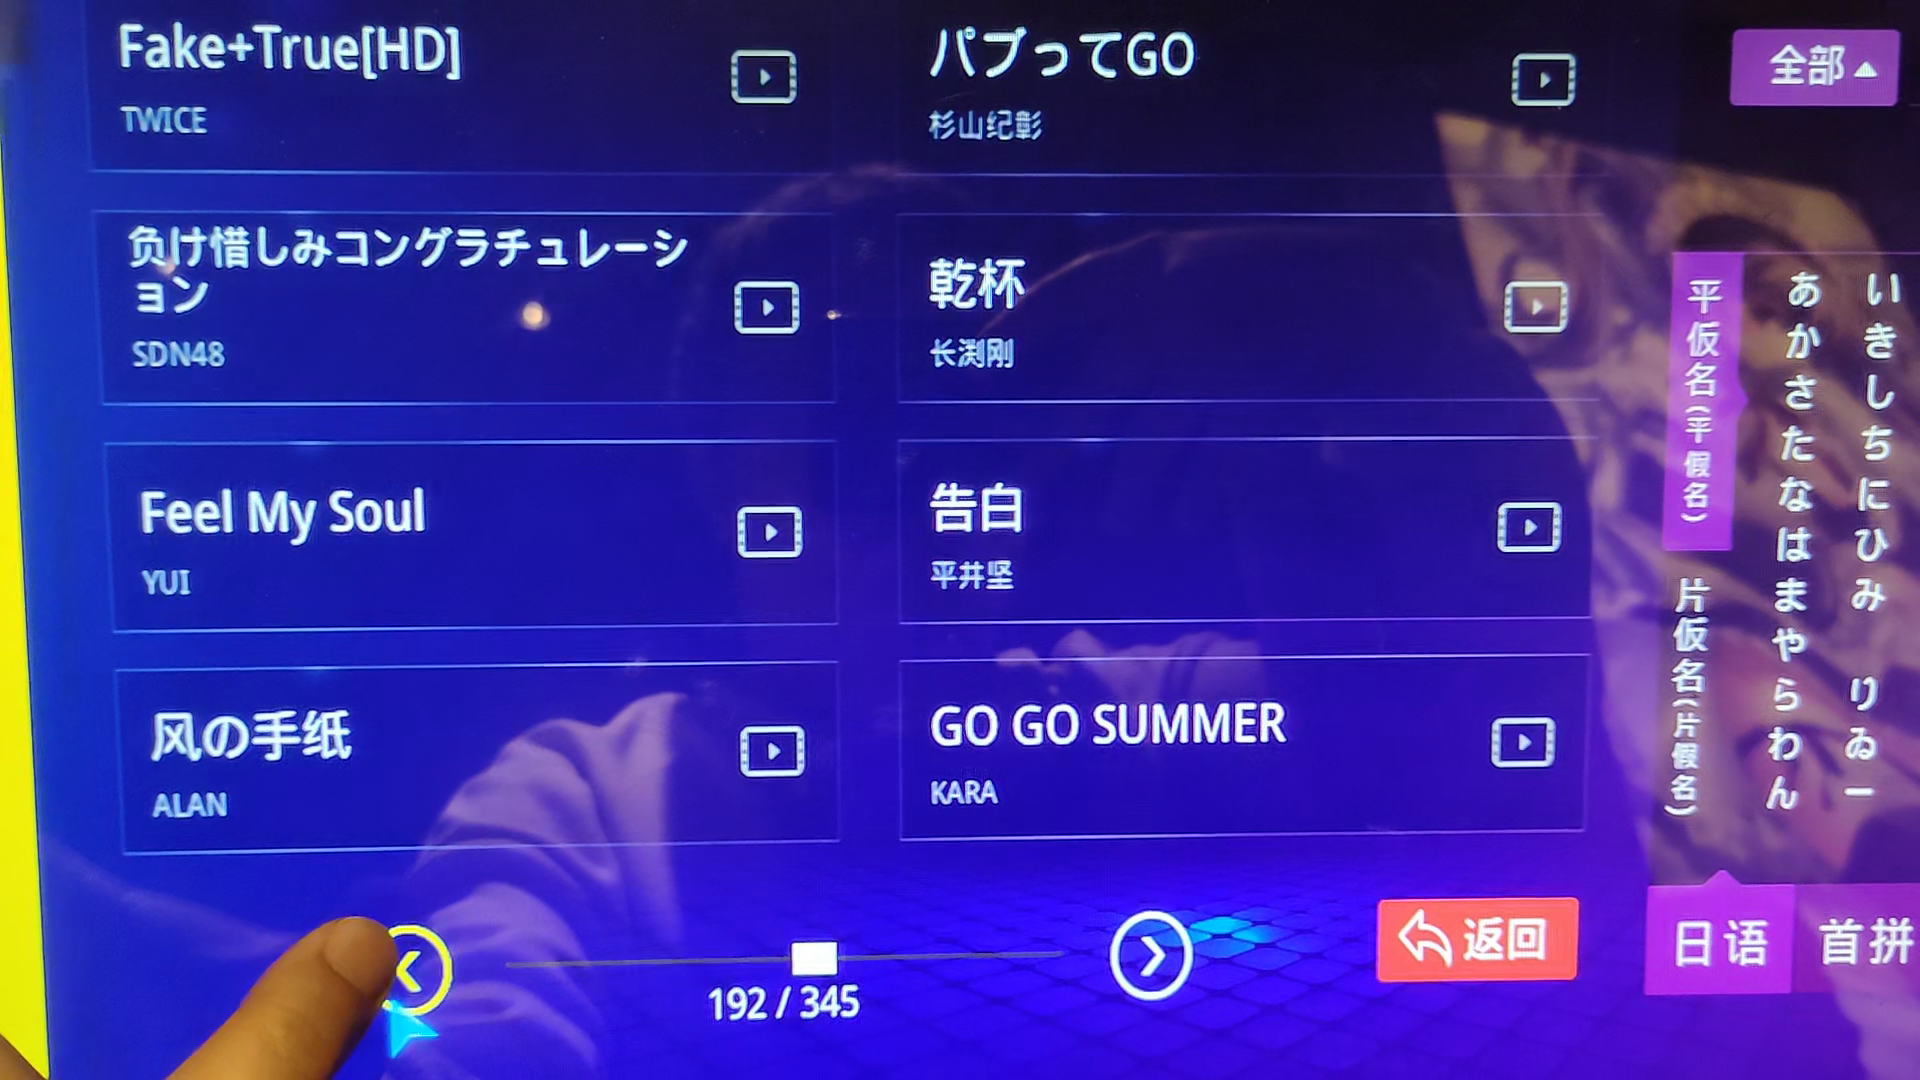 Fake+True[HD]
TWICE
パブってGO
杉山纪彰
全部
负け惜しみコングラチュレーシ
ョン
SDN48
乾杯
长渕刚
Feel My Soul
YUI
告白
平井坚
风の手纸
ALAN
GO GO SUMMER
KARA
平仮名(平假名)
片仮名(片假名)
あかさたなはまやらわん
いきしちにひみ りゐー
192 / 345
返回
日语
首拼